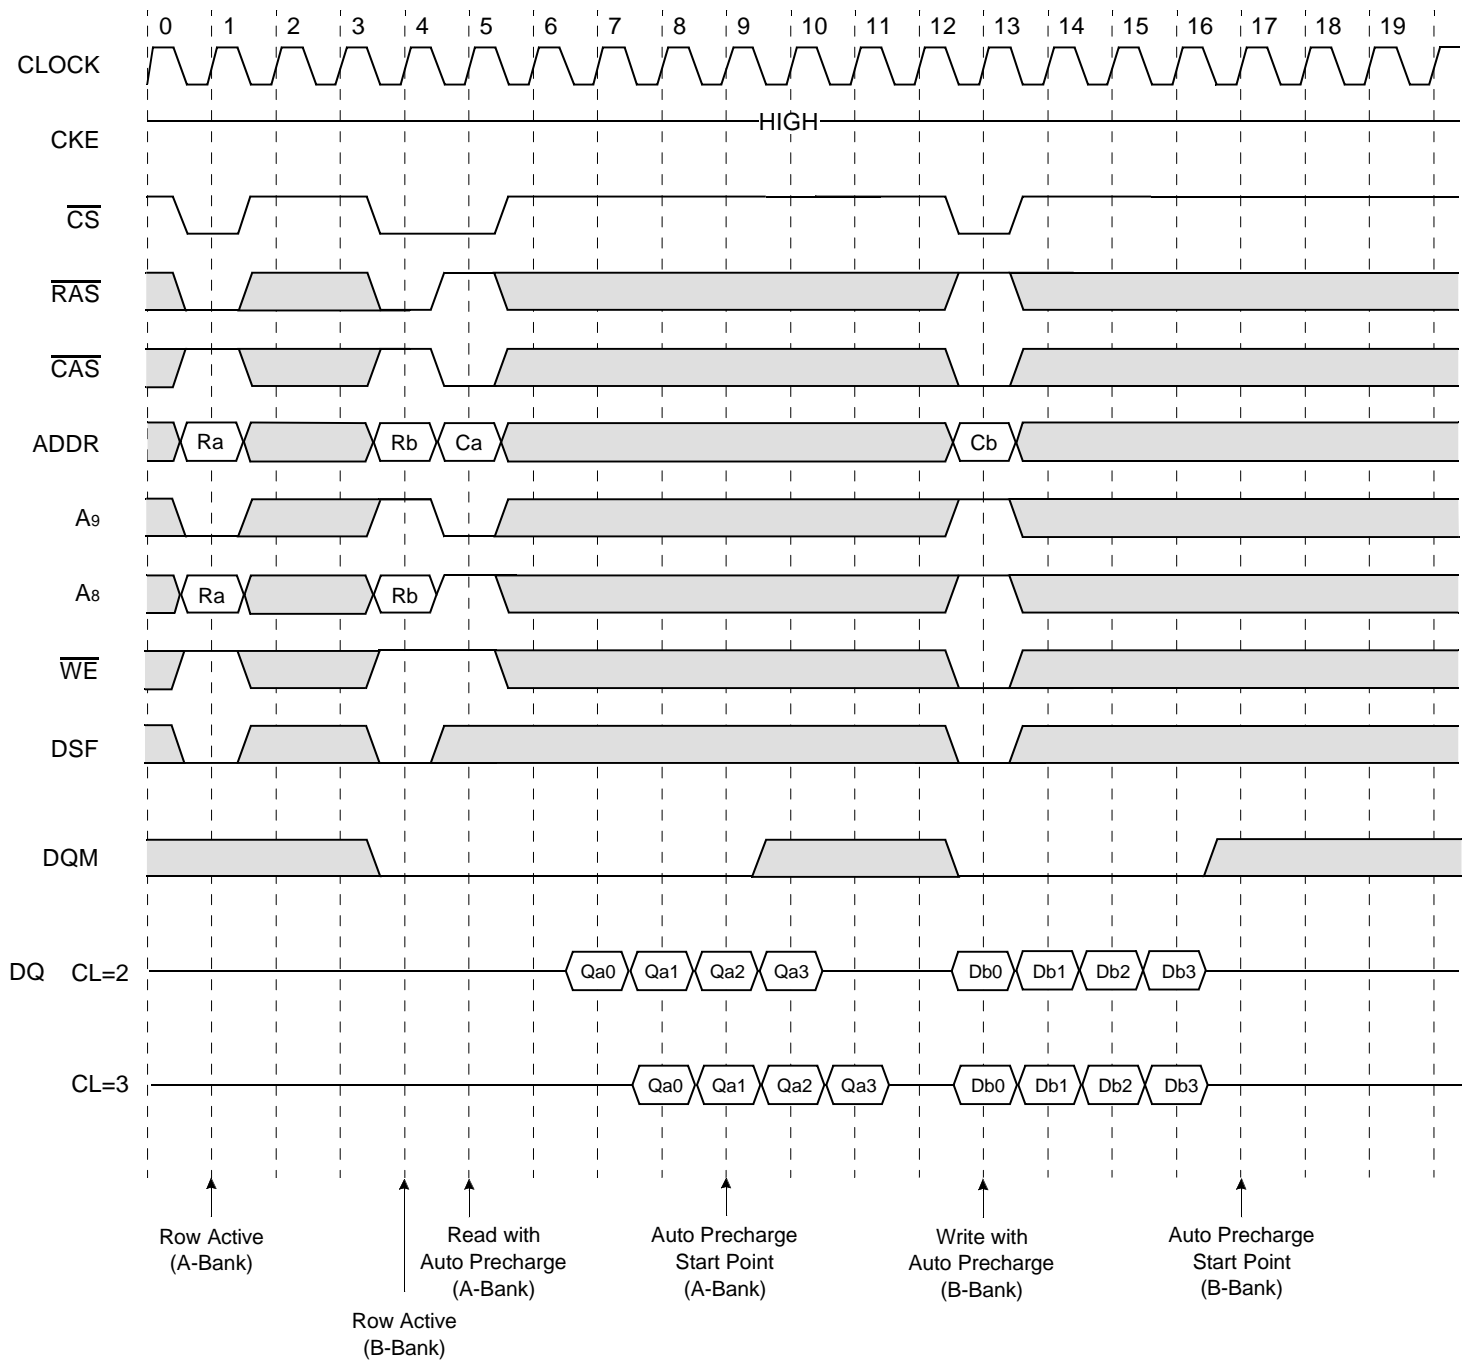 0 1 2 3 4 5 6 7 8 9 10 11 12 13 14 15 16 17 18 19
CLOCK
HIGH
CKE
CS
RAS
CAS
ADDR Ra Rb Ca Cb
A9
A8 Ra Rb
WE
DSF
DQM
DQ CL=2 Qa0 Qa1 Qa2 Qa3 Db0 Db1 Db2 Db3
CL=3 Qa0 Qa1 Qa2 Qa3 Db0 Db1 Db2 Db3
Row Active
(A-Bank)
Row Active
(B-Bank)
Read with
Auto Precharge
(A-Bank)
Auto Precharge
Start Point
(A-Bank)
Write with
Auto Precharge
(B-Bank)
Auto Precharge
Start Point
(B-Bank)